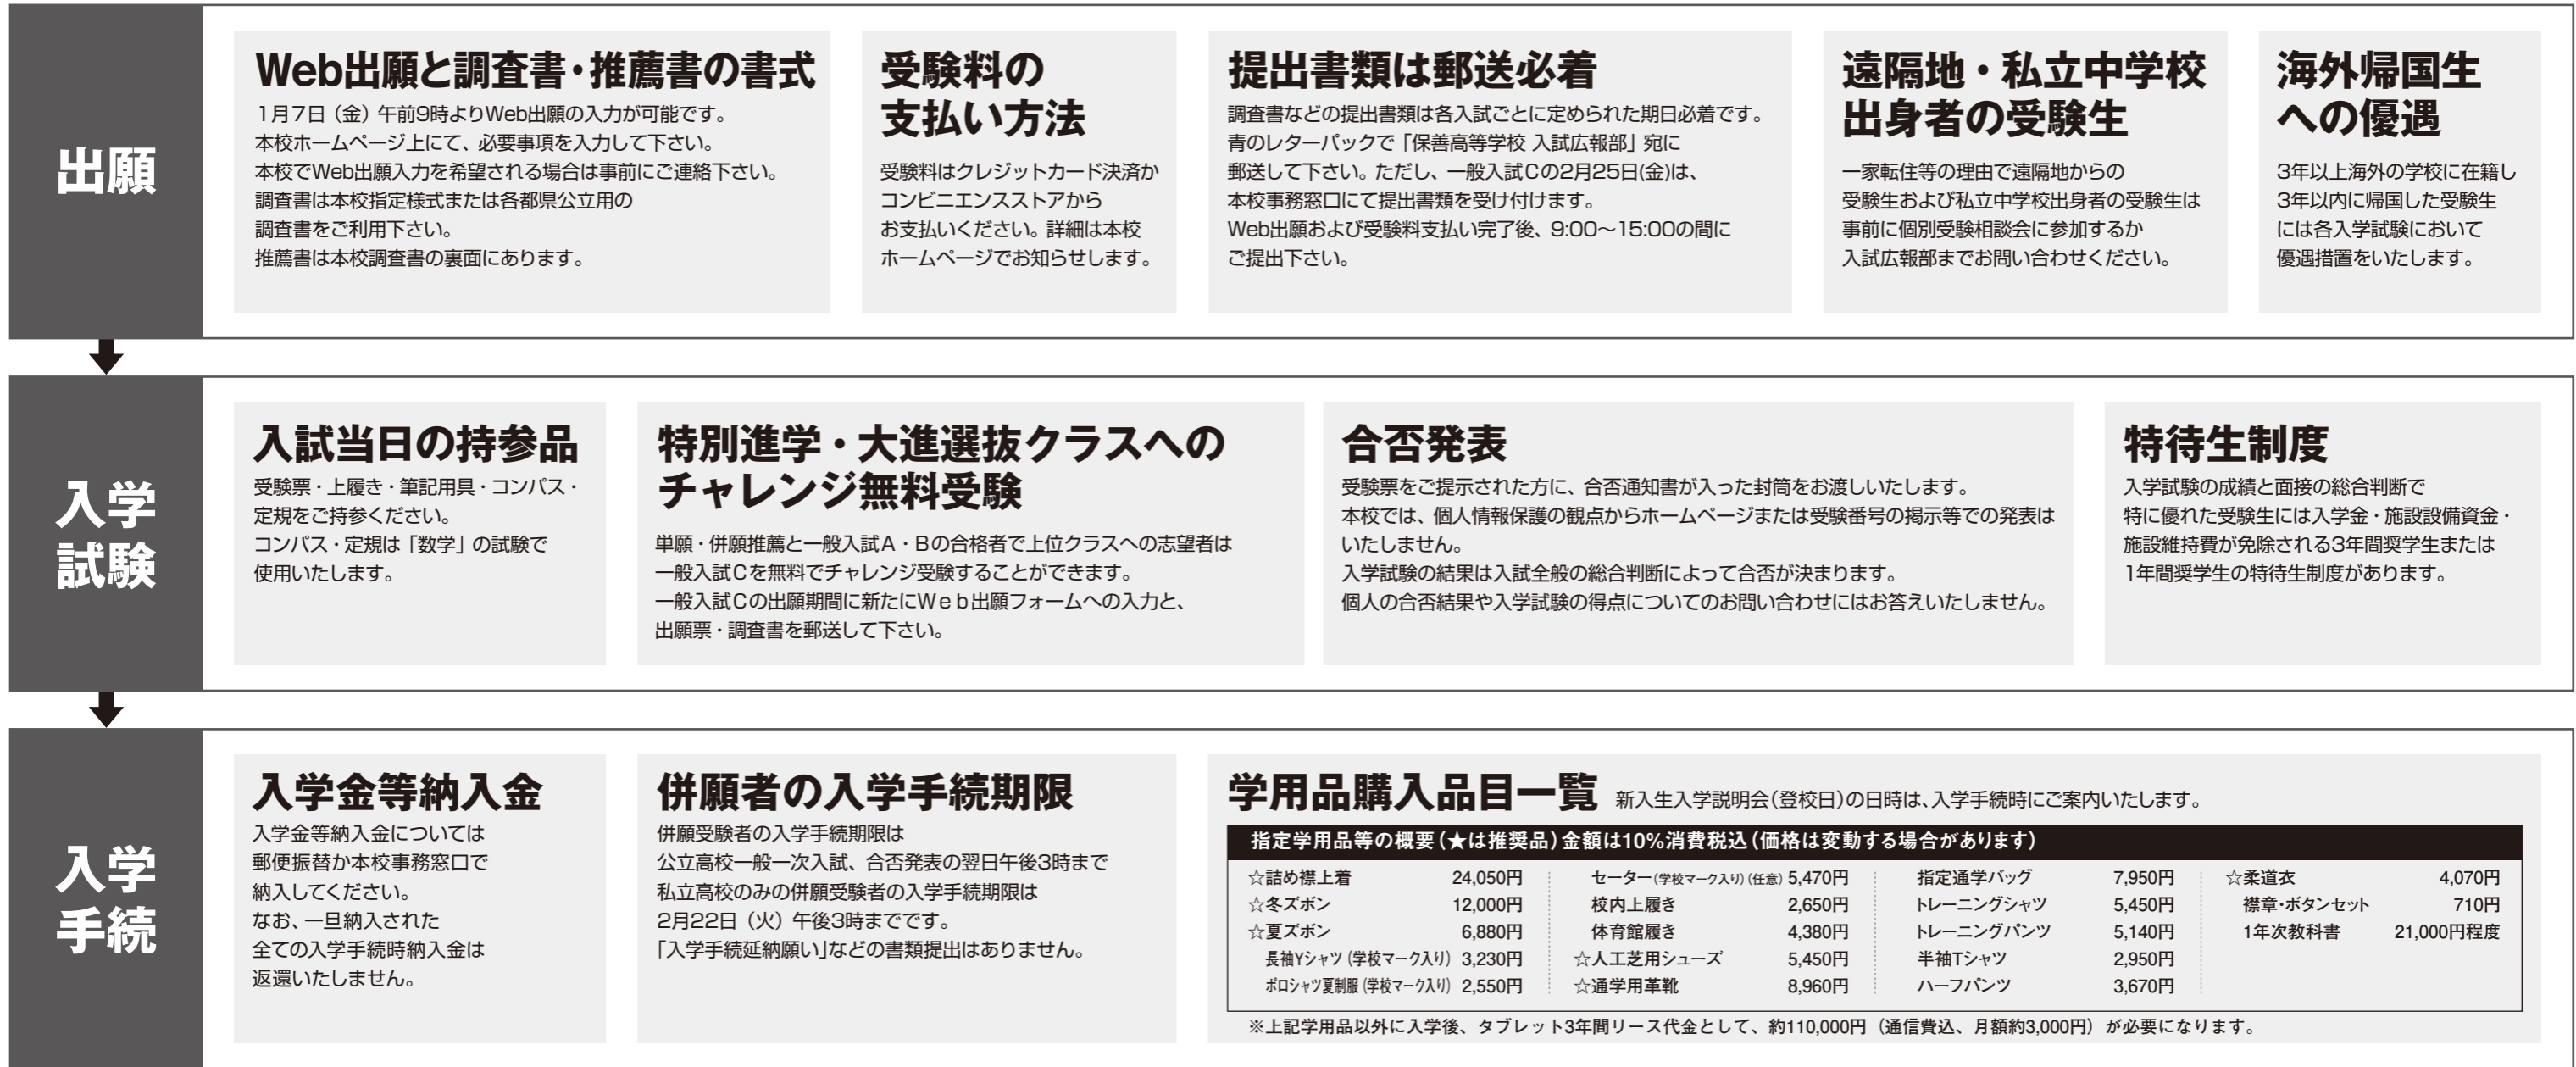 出願
Web出願と調査書・推薦書の書式
1月7日（金）午前9時よりWeb出願の入力が可能です。
本校ホームページ上にて、必要事項を入力して下さい。
本校でWeb出願入力を希望される場合は事前にご連絡下さい。
調査書は本校指定様式または各都県公立用の
調査書をご利用下さい。
推薦書は本校調査書の裏面にあります。
受験料の
支払い方法
受験料はクレジットカード決済か
コンビニエンスストアから
お支払いください。詳細は本校
ホームページでお知らせします。
提出書類は郵送必着
調査書などの提出書類は各入試ごとに定められた期日必着です。
青のレターパックで「保善高等学校 入試広報部」宛に
郵送して下さい。ただし、一般入試Cの2月25日(金)は、
本校事務窓口にて提出書類を受け付けます。
Web出願および受験料支払い完了後、9:00～15:00の間に
ご提出下さい。
遠隔地・私立中学校
出身者の受験生
一家転住等の理由で遠隔地からの
受験生および私立中学校出身者の受験生は
事前に個別受験相談会に参加するか
入試広報部までお問い合わせください。
海外帰国生
への優遇
3年以上海外の学校に在籍し
3年以内に帰国した受験生
には各入学試験において
優遇措置をいたします。
入学
試験
入試当日の持参品
受験票・上履き・筆記用具・コンパス・
定規をご持参ください。
コンパス・定規は「数学」の試験で
使用いたします。
特別進学・大進選抜クラスへの
チャレンジ無料受験
単願・併願推薦と一般入試A・Bの合格者で上位クラスへの志望者は
一般入試Cを無料でチャレンジ受験することができます。
一般入試Cの出願期間に新たにWeb出願フォームへの入力と、
出願票・調査書を郵送して下さい。
合否発表
受験票をご提示された方に、合否通知書が入った封筒をお渡しいたします。
本校では、個人情報保護の観点からホームページまたは受験番号の掲示等での発表は
いたしません。
入学試験の結果は入試全般の総合判断によって合否が決まります。
個人の合否結果や入学試験の得点についてのお問い合わせにはお答えいたしません。
特待生制度
入学試験の成績と面接の総合判断で
特に優れた受験生には入学金・施設設備資金・
施設維持費が免除される3年間奨学生または
1年間奨学生の特待生制度があります。
入学
手続
入学金等納入金
入学金等納入金については
郵便振替か本校事務窓口で
納入してください。
なお、一旦納入された
全ての入学手続時納入金は
返還いたしません。
併願者の入学手続期限
併願受験者の入学手続期限は
公立高校一般一次入試、合否発表の翌日午後3時まで
私立高校のみの併願受験者の入学手続期限は
2月22日（火）午後3時までです。
「入学手続延納願い」などの書類提出はありません。
学用品購入品目一覧 新入生入学説明会（登校日）の日時は、入学手続時にご案内いたします。
指定学用品等の概要（★は推奨品）金額は10%消費税込（価格は変動する場合があります）
☆詰め襟上着 24,050円
☆冬ズボン 12,000円
☆夏ズボン 6,880円
長袖Yシャツ（学校マーク入り） 3,230円
ポロシャツ夏制服（学校マーク入り） 2,550円
セーター（学校マーク入り）（任意） 5,470円
校内上履き 2,650円
体育館履き 4,380円
☆人工芝用シューズ 5,450円
☆通学用革靴 8,960円
指定通学バッグ 7,950円
トレーニングシャツ 5,450円
トレーニングパンツ 5,140円
半袖Tシャツ 2,950円
ハーフパンツ 3,670円
☆柔道衣 4,070円
襟章・ボタンセット 710円
1年次教科書 21,000円程度
※上記学用品以外に入学後、タブレット3年間リース代金として、約110,000円（通信費込、月額約3,000円）が必要になります。